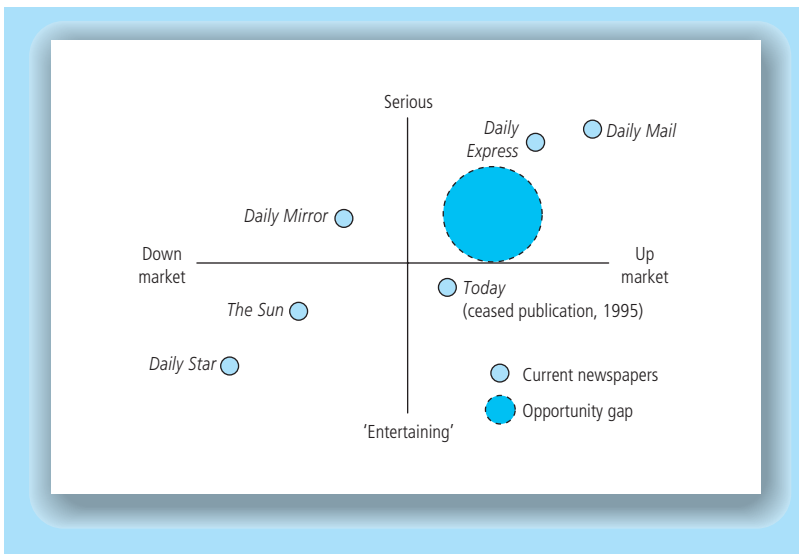 Serious
Daily
Express
Daily Mail
Daily Mirror
Down
market
Up
market
Today
(ceased publication, 1995)
The Sun
Daily Star
Current newspapers
Opportunity gap
'Entertaining'